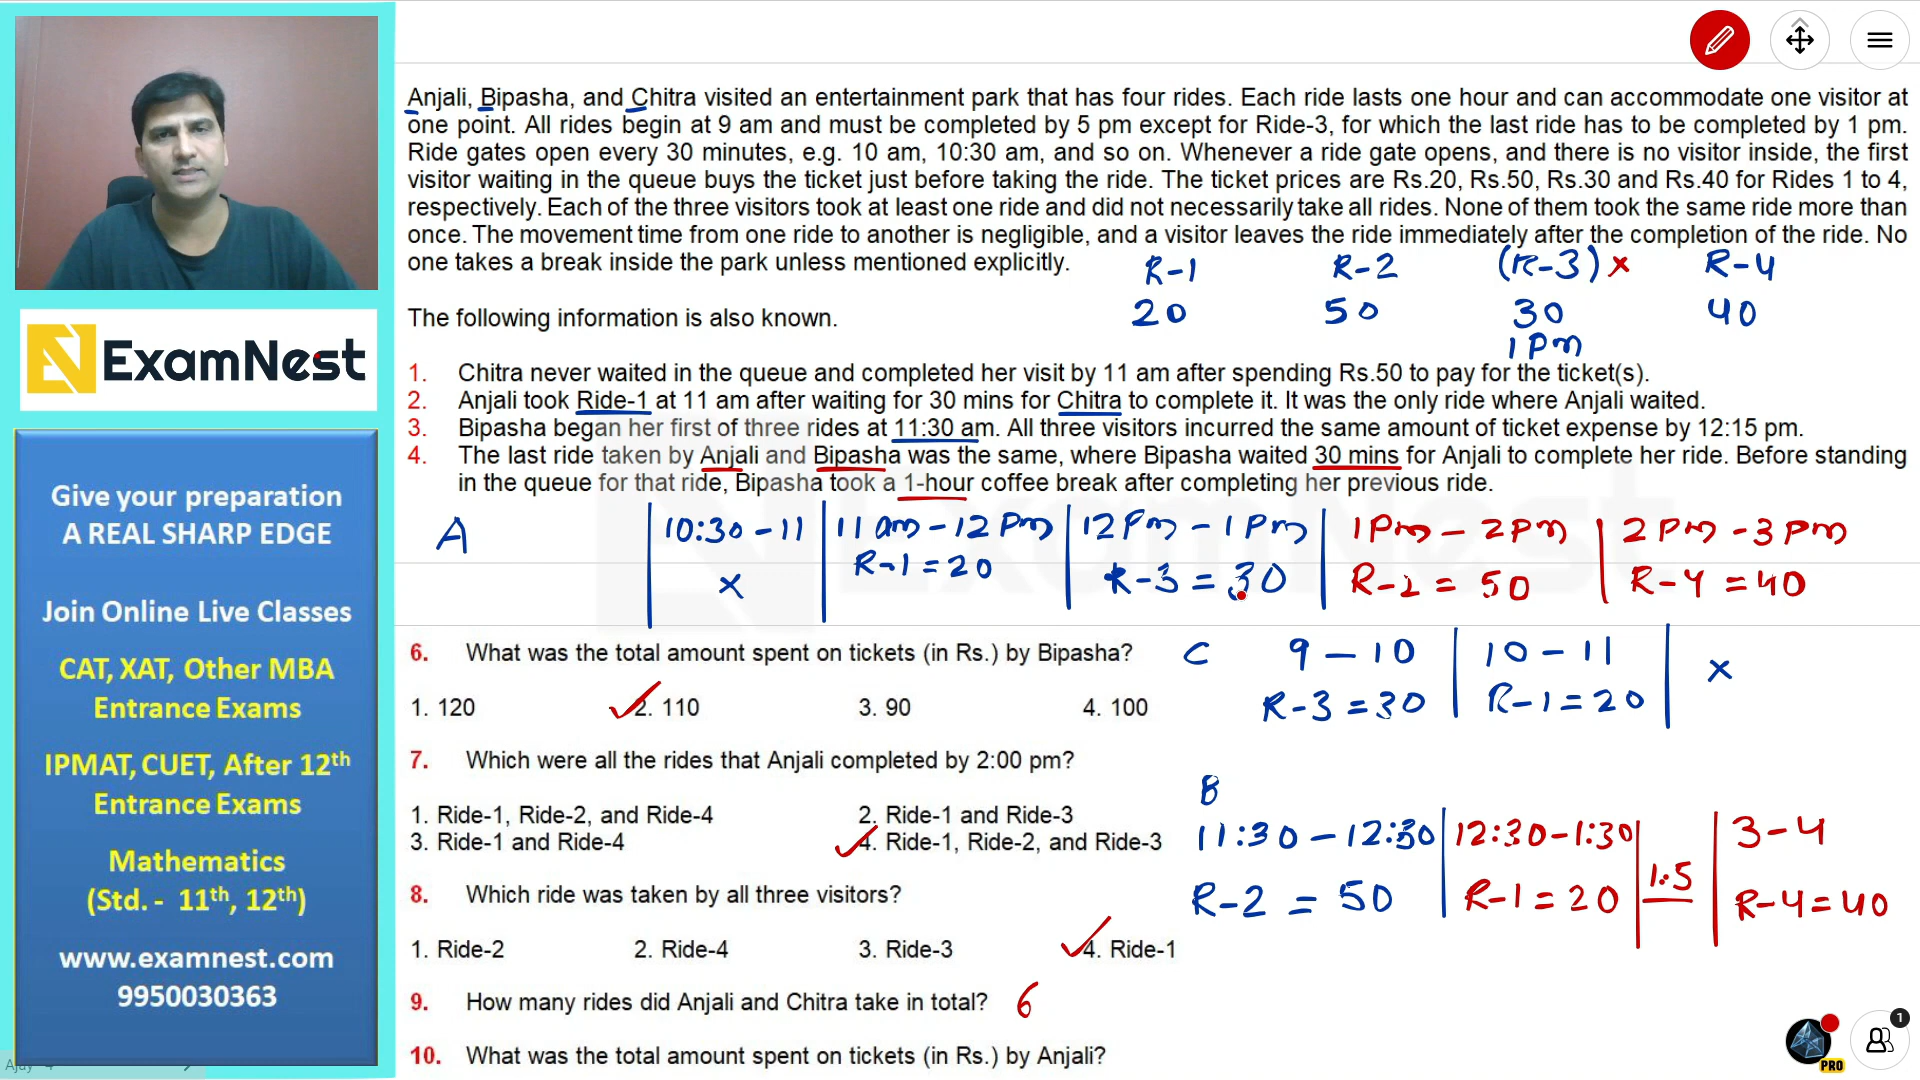 Anjali, Bipasha, and Chitra visited an entertainment park that has four rides. Each ride lasts one hour and can accommodate one visitor at
one point. All rides begin at 9 am and must be completed by 5 pm except for Ride-3, for which the last ride has to be completed by 1 pm.
Ride gates open every 30 minutes, e.g. 10 am, 10:30 am, and so on. Whenever a ride gate opens, and there is no visitor inside, the first
visitor waiting in the queue buys the ticket just before taking the ride. The ticket prices are Rs.20, Rs.50, Rs.30 and Rs.40 for Rides 1 to 4,
respectively. Each of the three visitors took at least one ride and did not necessarily take all rides. None of them took the same ride more than
once. The movement time from one ride to another is negligible, and a visitor leaves the ride immediately after the completion of the ride. No
one takes a break inside the park unless mentioned explicitly.
R-1 R-2 (R-3) x R-4
20 50 30 40
1 Pm
The following information is also known.
1. Chitra never waited in the queue and completed her visit by 11 am after spending Rs.50 to pay for the ticket(s).
2. Anjali took Ride-1 at 11 am after waiting for 30 mins for Chitra to complete it. It was the only ride where Anjali waited.
3. Bipasha began her first of three rides at 11:30 am. All three visitors incurred the same amount of ticket expense by 12:15 pm.
4. The last ride taken by Anjali and Bipasha was the same, where Bipasha waited 30 mins for Anjali to complete her ride. Before standing
in the queue for that ride, Bipasha took a 1-hour coffee break after completing her previous ride.
A 10:30 - 11 11 am - 12 Pm 12 Pm - 1 Pm 1 Pm - 2 Pm 2 Pm - 3 Pm
x R-1 = 20 R-3 = 30 R-2 = 50 R-4 = 40
6. What was the total amount spent on tickets (in Rs.) by Bipasha?
1. 120 2. 110 3. 90 4. 100
C 9 - 10 10 - 11 x
R-3 = 30 R-1 = 20
7. Which were all the rides that Anjali completed by 2:00 pm?
1. Ride-1, Ride-2, and Ride-4 2. Ride-1 and Ride-3
3. Ride-1 and Ride-4 4. Ride-1, Ride-2, and Ride-3
B
11:30 - 12:30 12:30 - 1:30 3 - 4
R-2 = 50 R-1 = 20 1.5 R-4 = 40
8. Which ride was taken by all three visitors?
1. Ride-2 2. Ride-4 3. Ride-3 4. Ride-1
9. How many rides did Anjali and Chitra take in total? 6
10. What was the total amount spent on tickets (in Rs.) by Anjali?
ExamNest
Give your preparation
A REAL SHARP EDGE
Join Online Live Classes
CAT, XAT, Other MBA
Entrance Exams
IPMAT, CUET, After 12th
Entrance Exams
Mathematics
(Std. - 11th, 12th)
www.examnest.com
9950030363
ExamNest
PRO
1